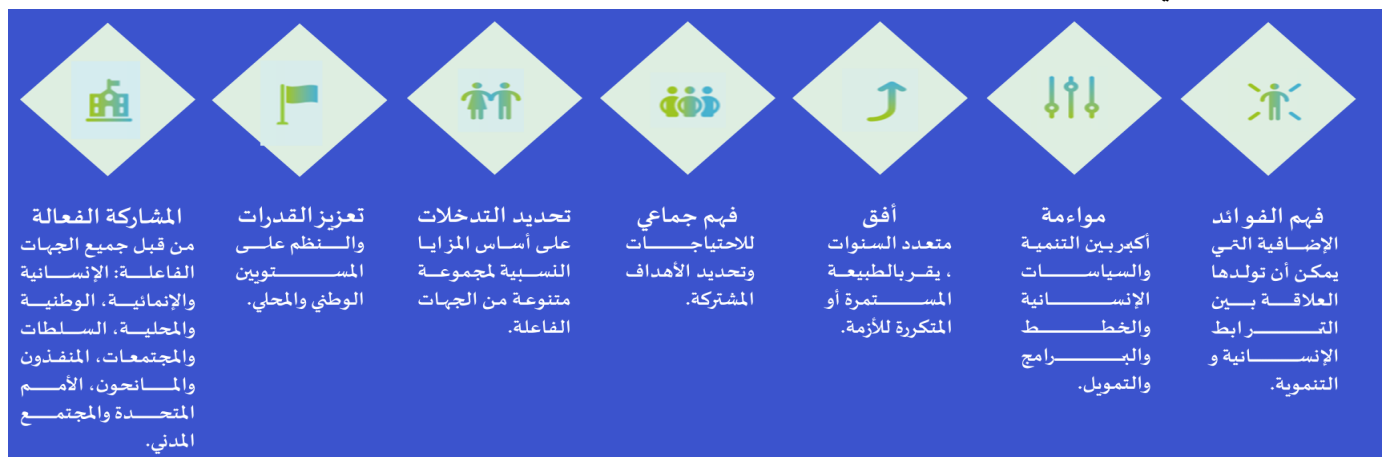 فهم الفوائد
الإضافية التي
يمكن أن تولدها
العلاقة بين
الترابط
الإنسانية و
التنموية.
مواءمة
أكبر بين التنمية
والسياسات
الإنسانية
والخطط
والبرامج
والتمويل.
أفق
متعدد السنوات
، يقر بالطبيعة
المستمرة أو
المتكررة للأزمة.
فهم جماعي
للاحتياجات
وتحديد الأهداف
المشتركة.
تحديد التدخلات
على أساس المزايا
النسبية لمجموعة
متنوعة من الجهات
الفاعلة.
تعزيز القدرات
والنظم على
المستويين
الوطني والمحلي.
المشاركة الفعالة
من قبل جميع الجهات
الفاعلة: الإنسانية
والإنمائية، الوطنية
والمحلية، السلطات
والمجتمعات، المنفذون
والمانحون، الأمم
المتحدة والمجتمع
المدني.